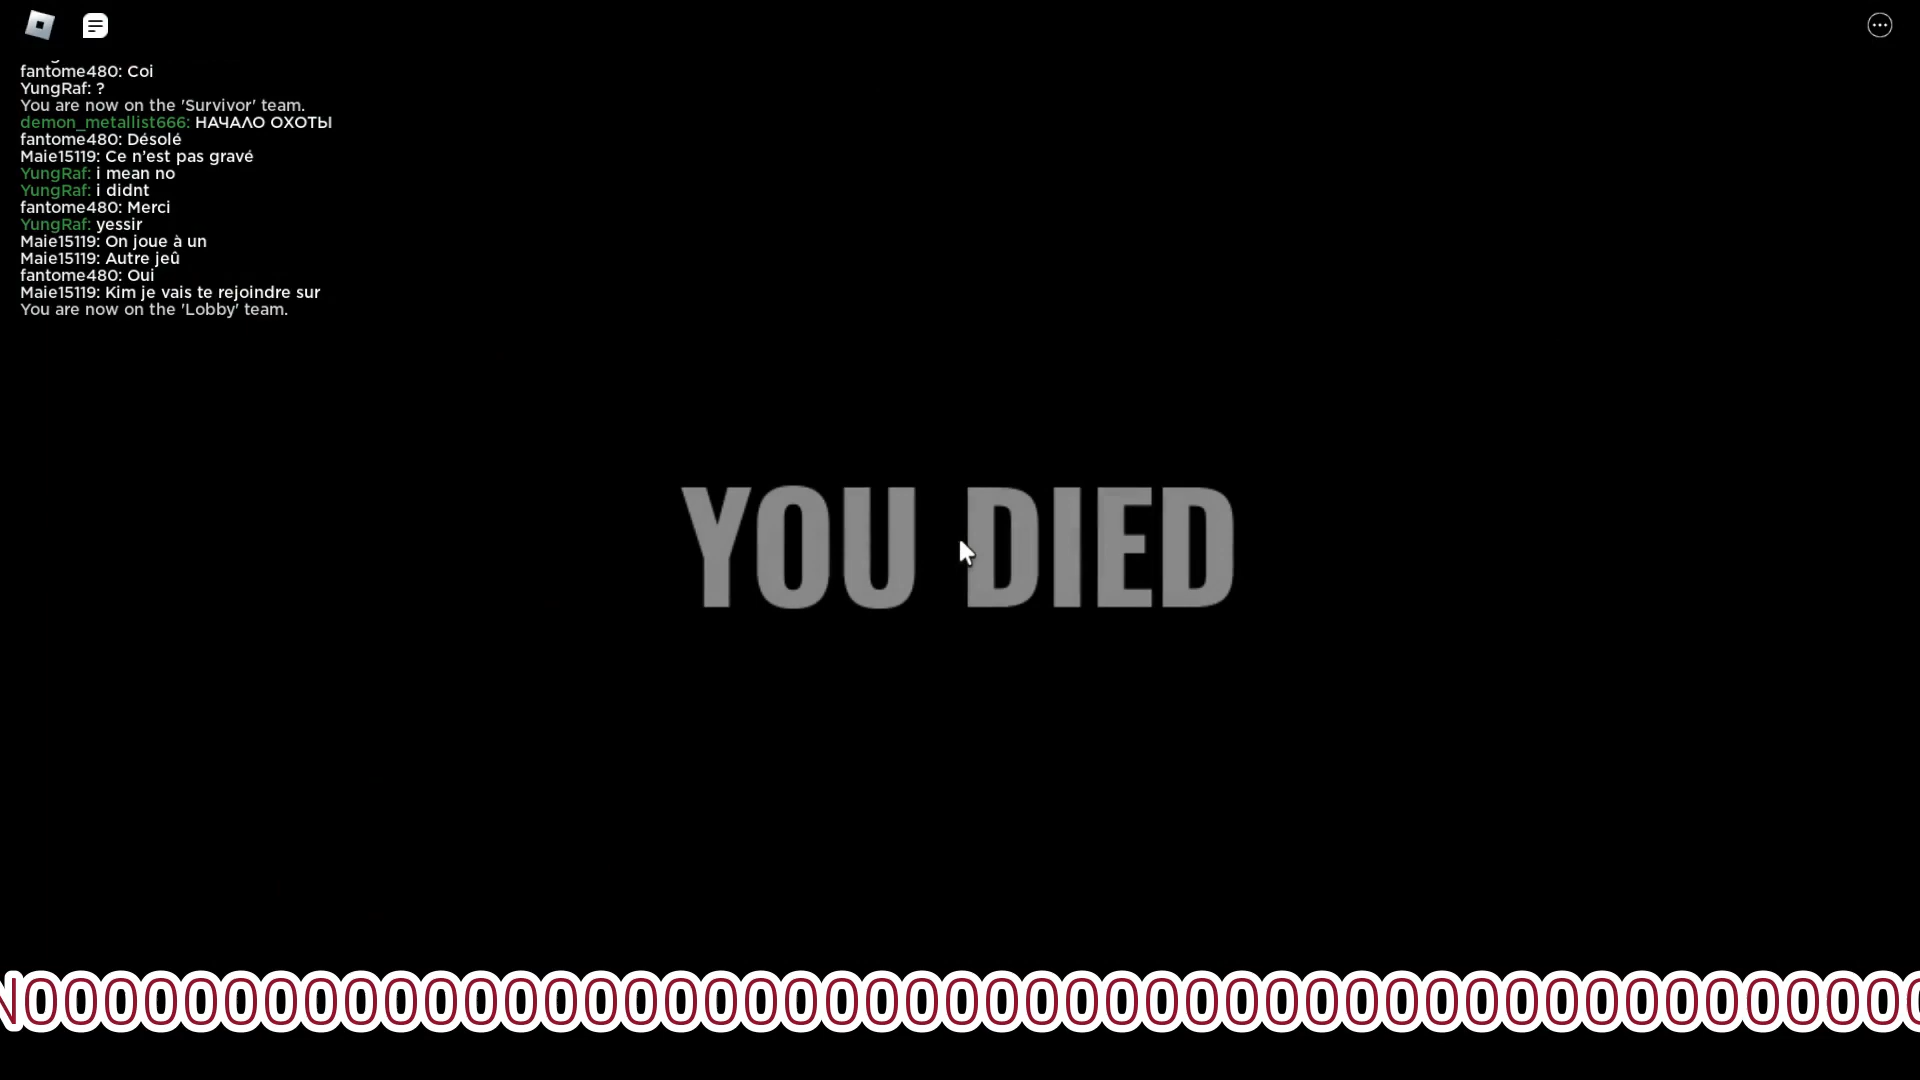 fantome480: Coi
YungRaf: ?
You are now on the 'Survivor' team.
demon_metallist666: НАЧАЛО ОХОТЫ
fantome480: Désolé
Maie15119: Ce n'est pas gravé
YungRaf: i mean no
YungRaf: i didnt
fantome480: Merci
YungRaf: yessir
Maie15119: On joue à un
Maie15119: Autre jeû
fantome480: Oui
Maie15119: Kim je vais te rejoindre sur
You are now on the 'Lobby' team.
YOU DIED
NOOOOOOOOOOOOOOOOOOOOOOOOOOOOOOOOOOOOOOOOOOOOOOO